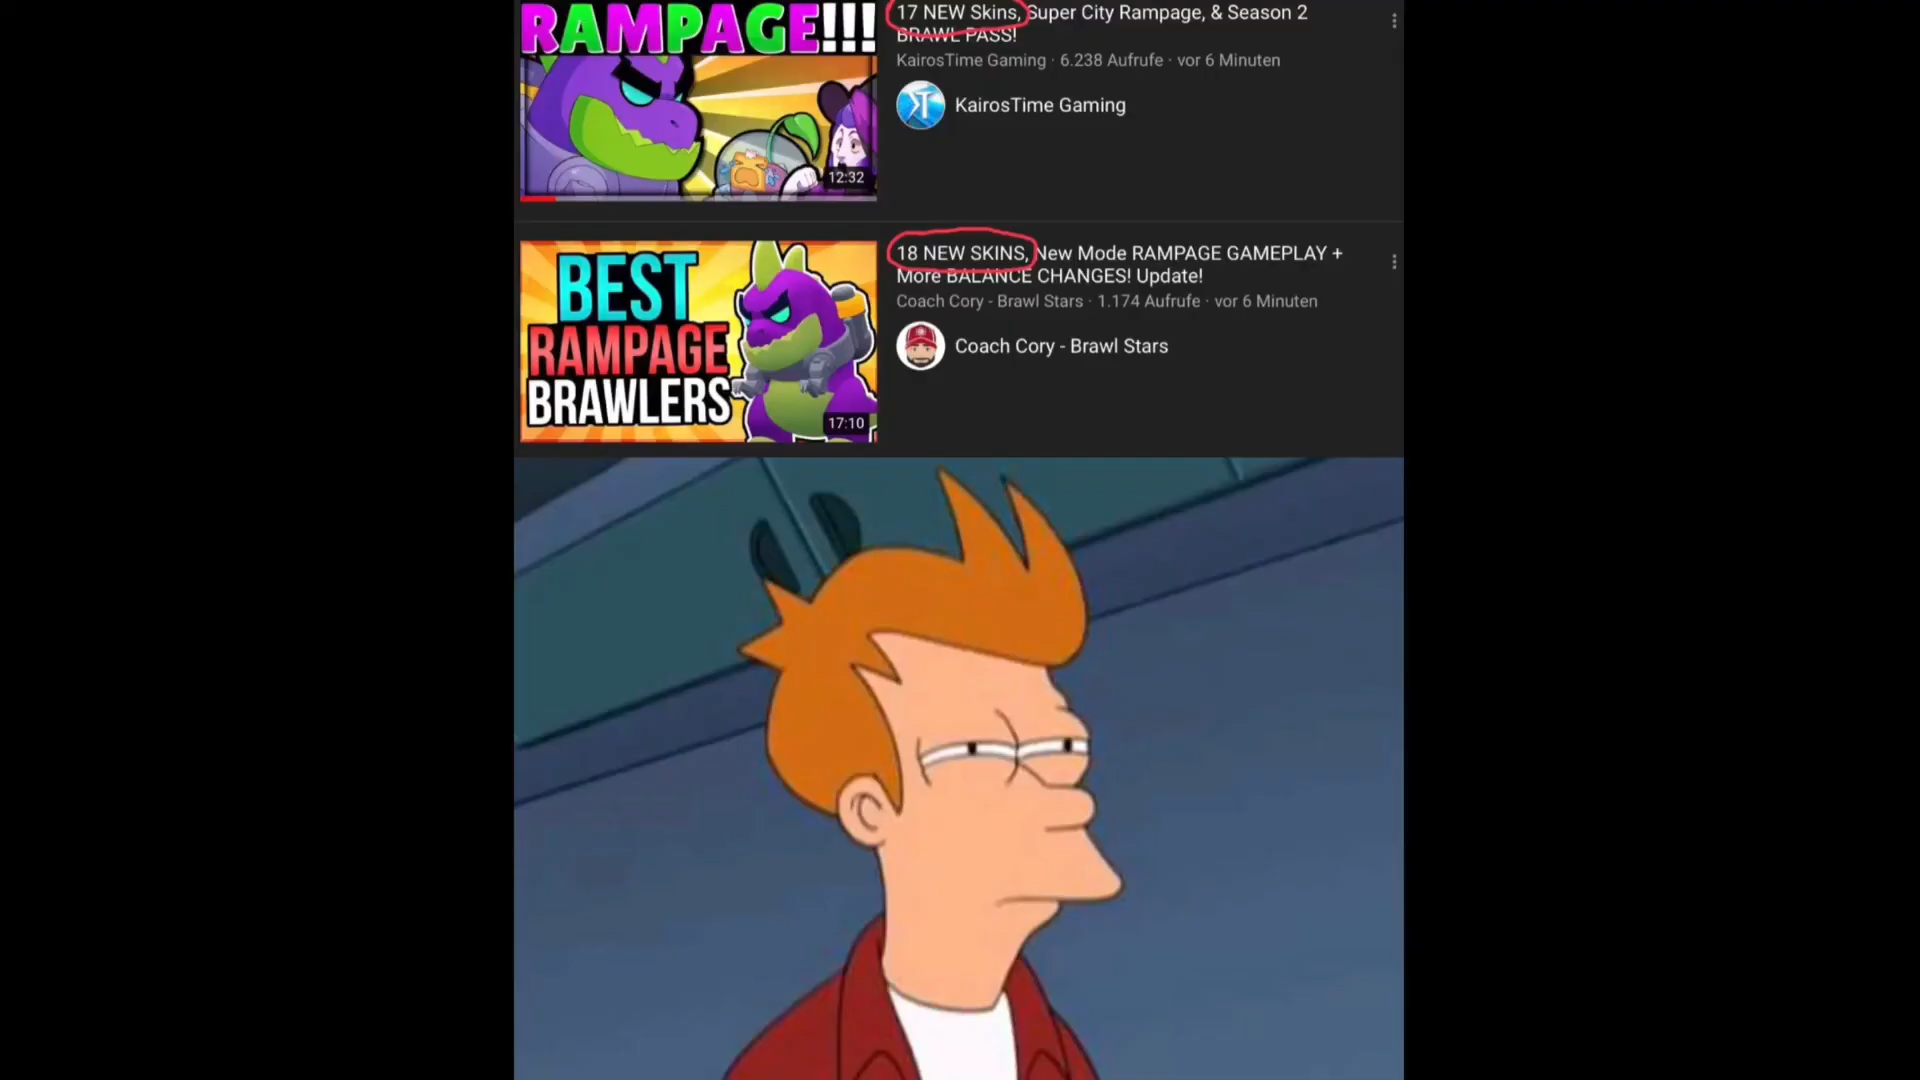 RAMPAGE!!!
12:32
17 NEW Skins, Super City Rampage, & Season 2
BRAWL PASS!
KairosTime Gaming · 6.238 Aufrufe · vor 6 Minuten
KairosTime Gaming
BEST
RAMPAGE
BRAWLERS
17:10
18 NEW SKINS, New Mode RAMPAGE GAMEPLAY +
More BALANCE CHANGES! Update!
Coach Cory - Brawl Stars · 1.174 Aufrufe · vor 6 Minuten
Coach Cory - Brawl Stars